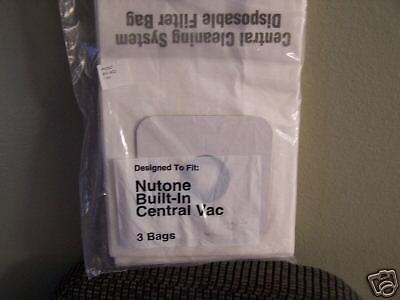 Central Cleaning System
Disposable Filter Bag
Designed To Fit:
Nutone
Built-In
Central Vac
3 Bags